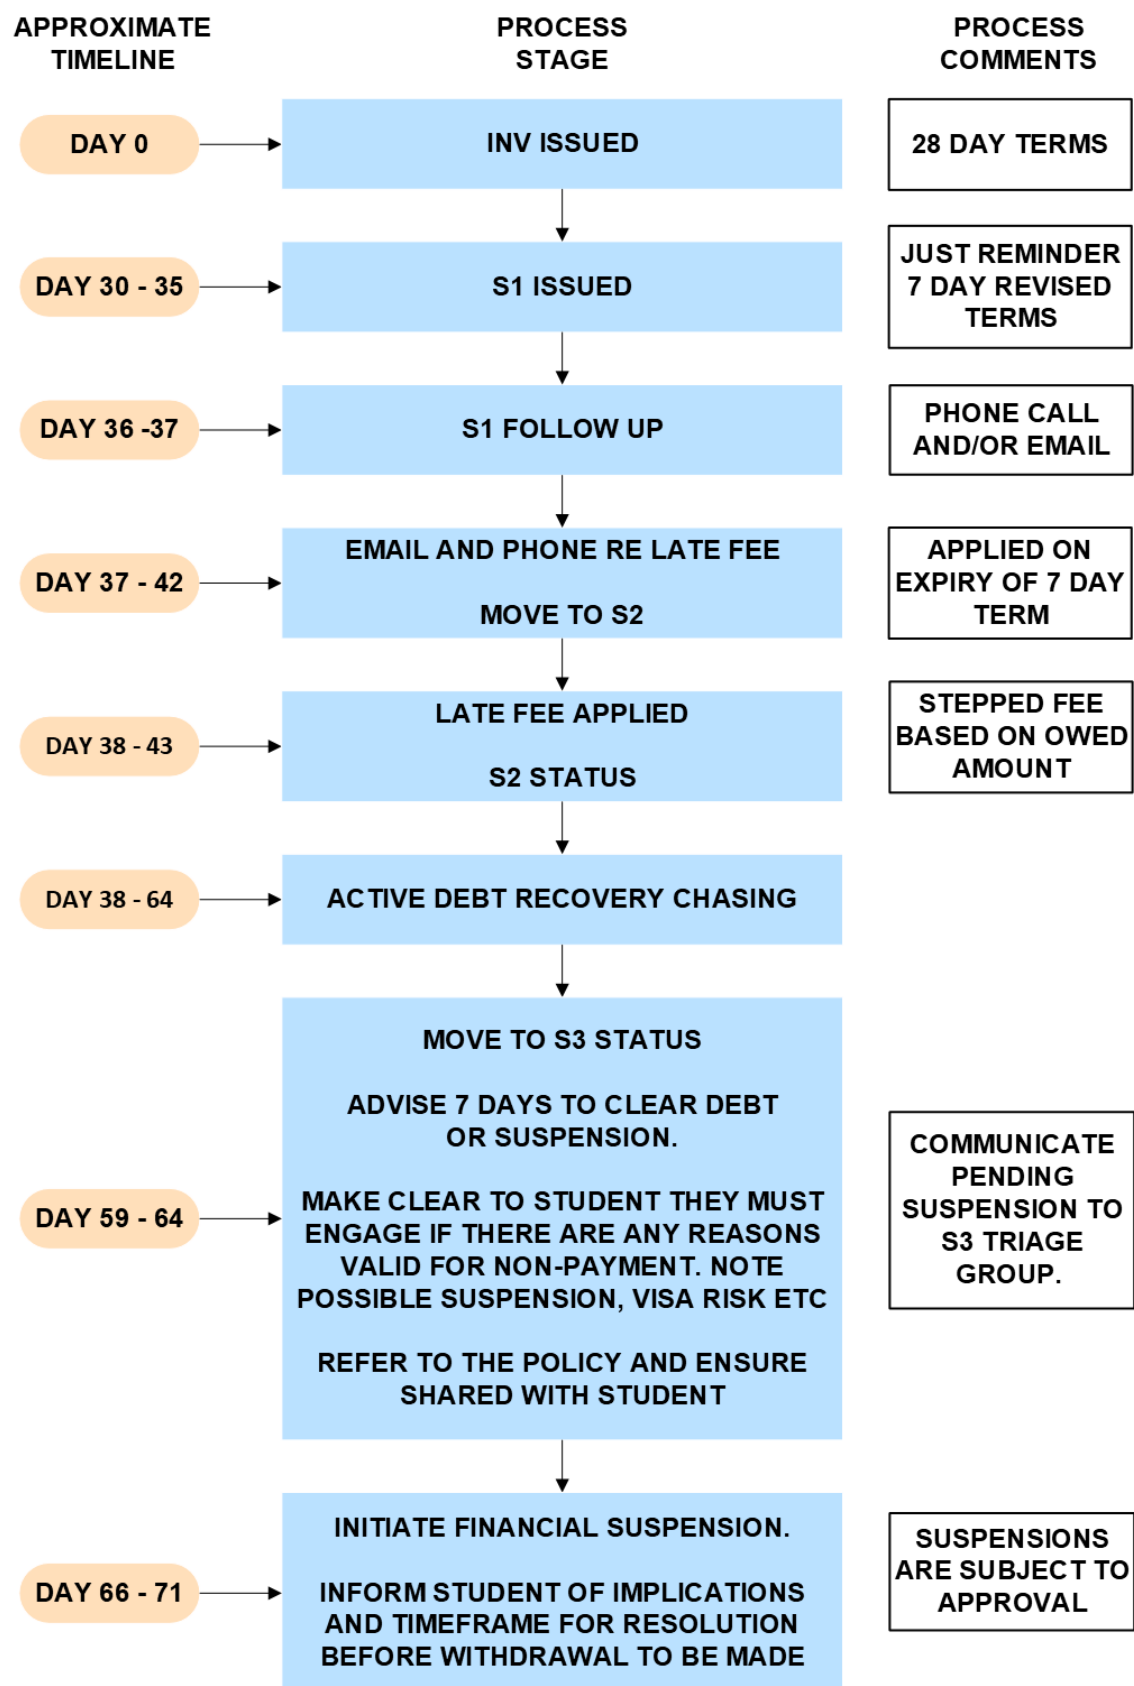 APPROXIMATE
TIMELINE
PROCESS
STAGE
PROCESS
COMMENTS
DAY 0
INV ISSUED
28 DAY TERMS
DAY 30 - 35
S1 ISSUED
JUST REMINDER
7 DAY REVISED
TERMS
DAY 36 -37
S1 FOLLOW UP
PHONE CALL
AND/OR EMAIL
DAY 37 - 42
EMAIL AND PHONE RE LATE FEE
MOVE TO S2
APPLIED ON
EXPIRY OF 7 DAY
TERM
DAY 38 - 43
LATE FEE APPLIED
S2 STATUS
STEPPED FEE
BASED ON OWED
AMOUNT
DAY 38 - 64
ACTIVE DEBT RECOVERY CHASING
DAY 59 - 64
MOVE TO S3 STATUS
ADVISE 7 DAYS TO CLEAR DEBT
OR SUSPENSION.
MAKE CLEAR TO STUDENT THEY MUST
ENGAGE IF THERE ARE ANY REASONS
VALID FOR NON-PAYMENT. NOTE
POSSIBLE SUSPENSION, VISA RISK ETC
REFER TO THE POLICY AND ENSURE
SHARED WITH STUDENT
COMMUNICATE
PENDING
SUSPENSION TO
S3 TRIAGE
GROUP.
DAY 66 - 71
INITIATE FINANCIAL SUSPENSION.
INFORM STUDENT OF IMPLICATIONS
AND TIMEFRAME FOR RESOLUTION
BEFORE WITHDRAWAL TO BE MADE
SUSPENSIONS
ARE SUBJECT TO
APPROVAL